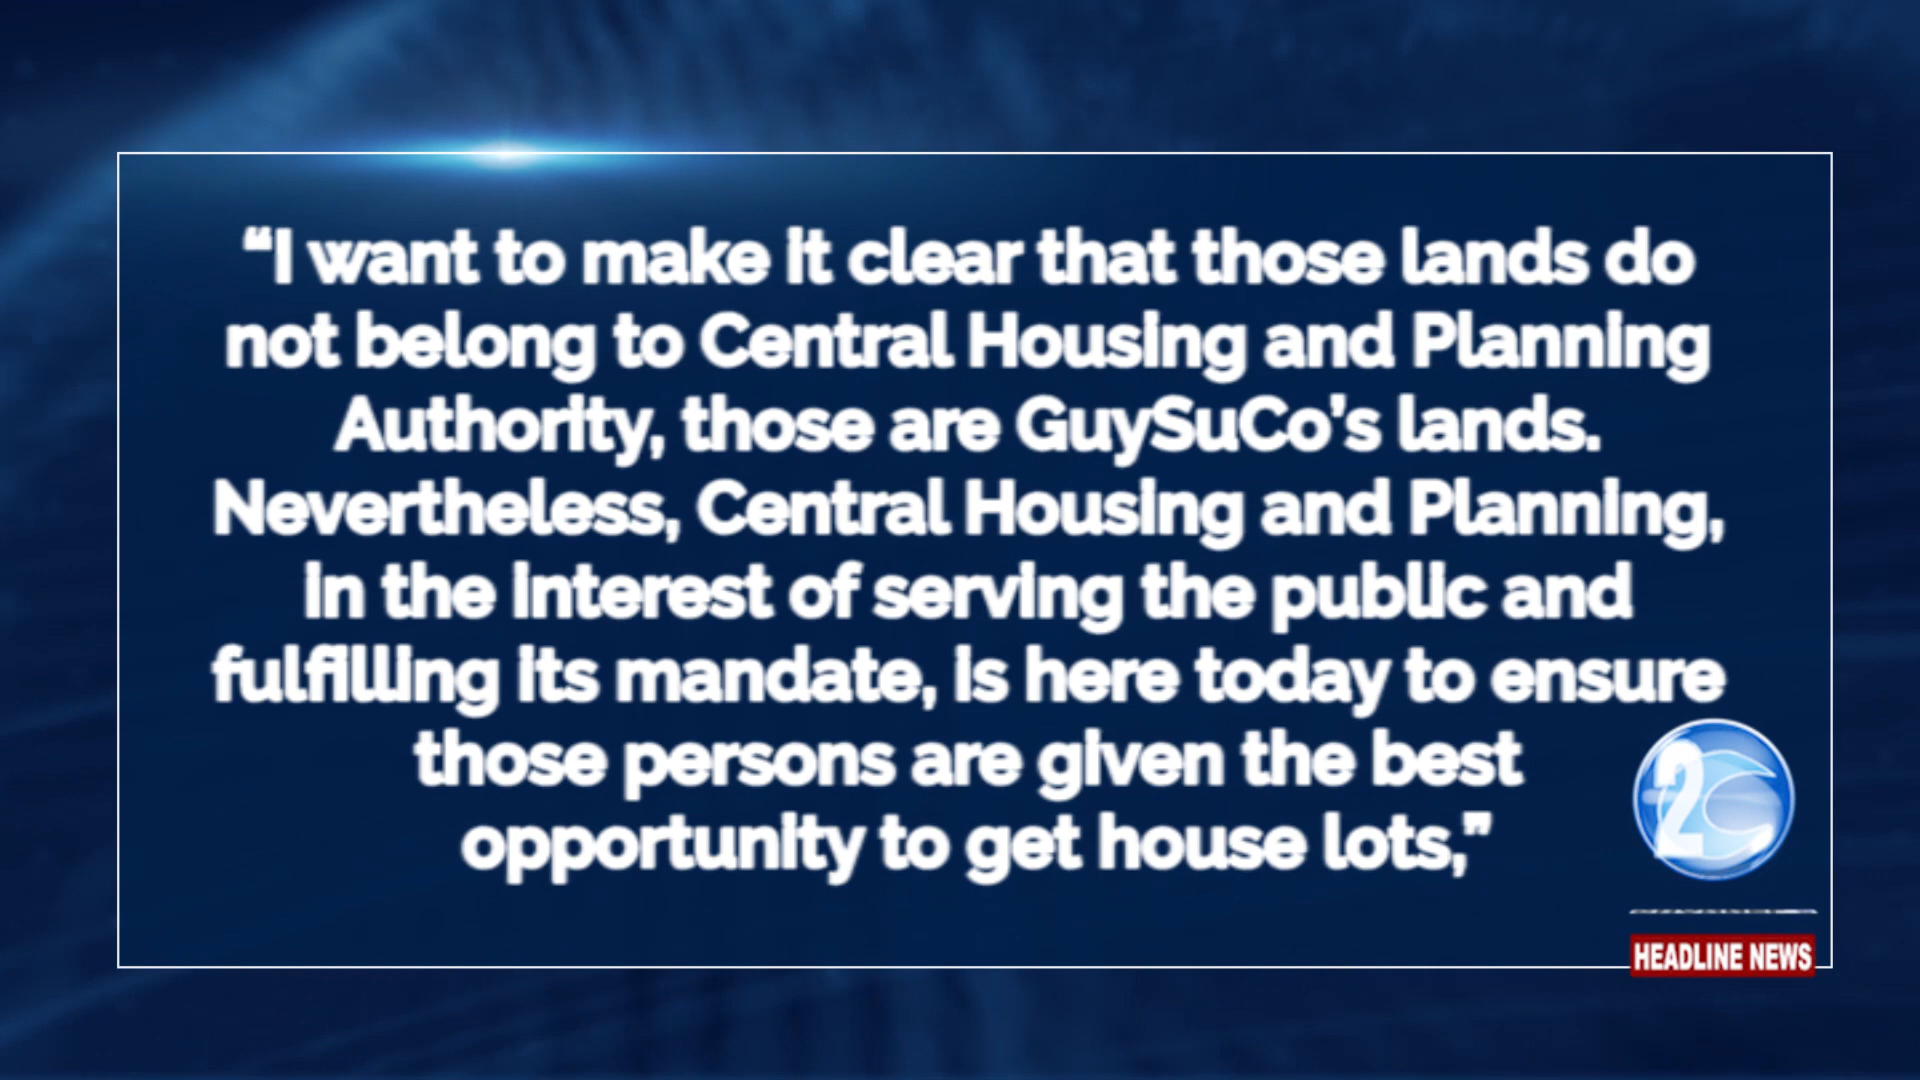 “I want to make it clear that those lands do
not belong to Central Housing and Planning
Authority, those are GuySuCo’s lands.
Nevertheless, Central Housing and Planning,
in the interest of serving the public and
fulfilling its mandate, is here today to ensure
those persons are given the best
opportunity to get house lots,”
2
HEADLINE NEWS